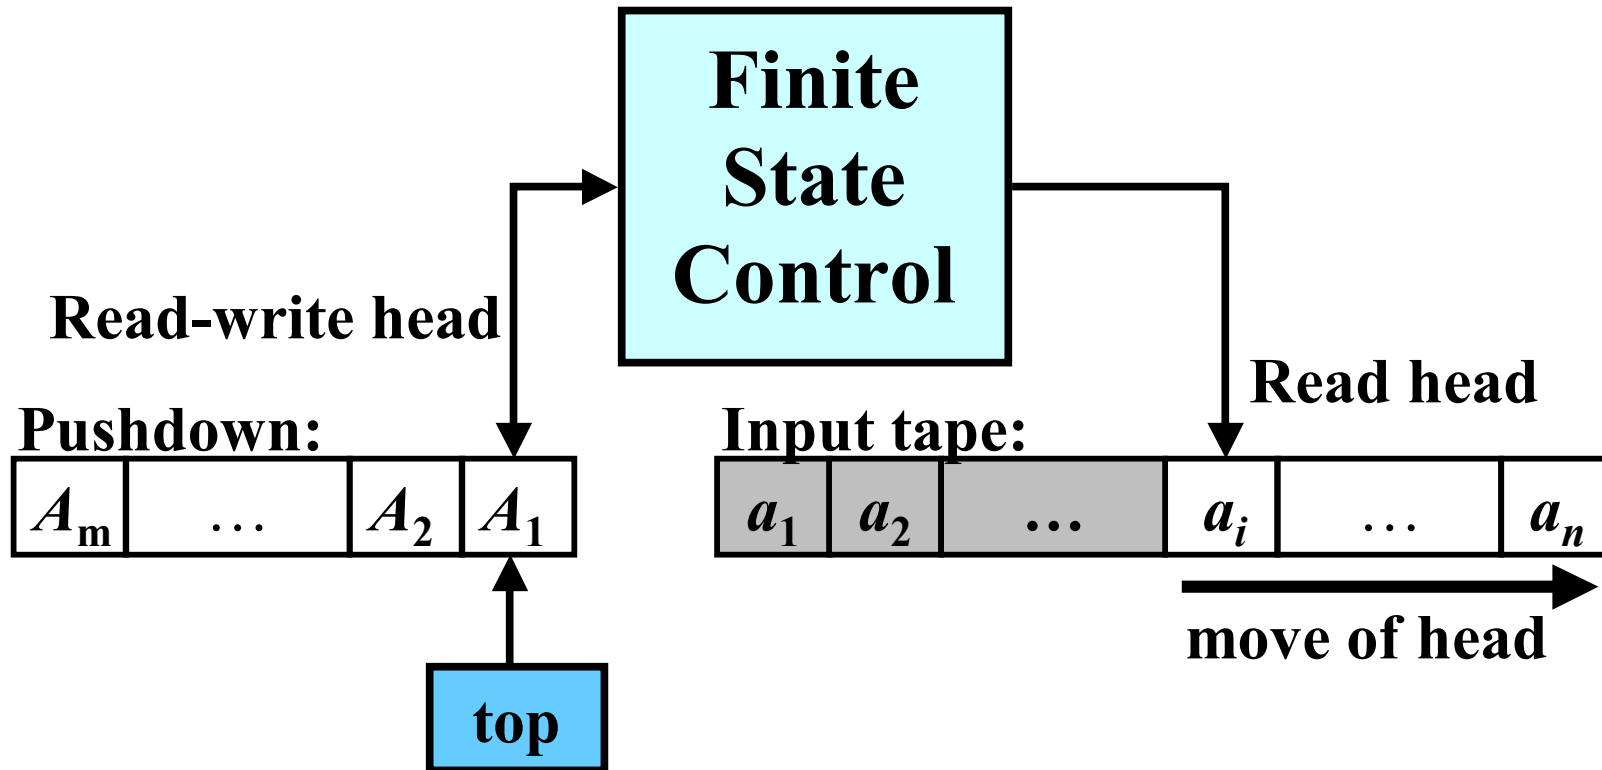 Finite
State
Control
Read-write head
Read head
Pushdown:
Input tape:
Aₘ … A₂ A₁
a₁ a₂ … aᵢ … aₙ
move of head
top